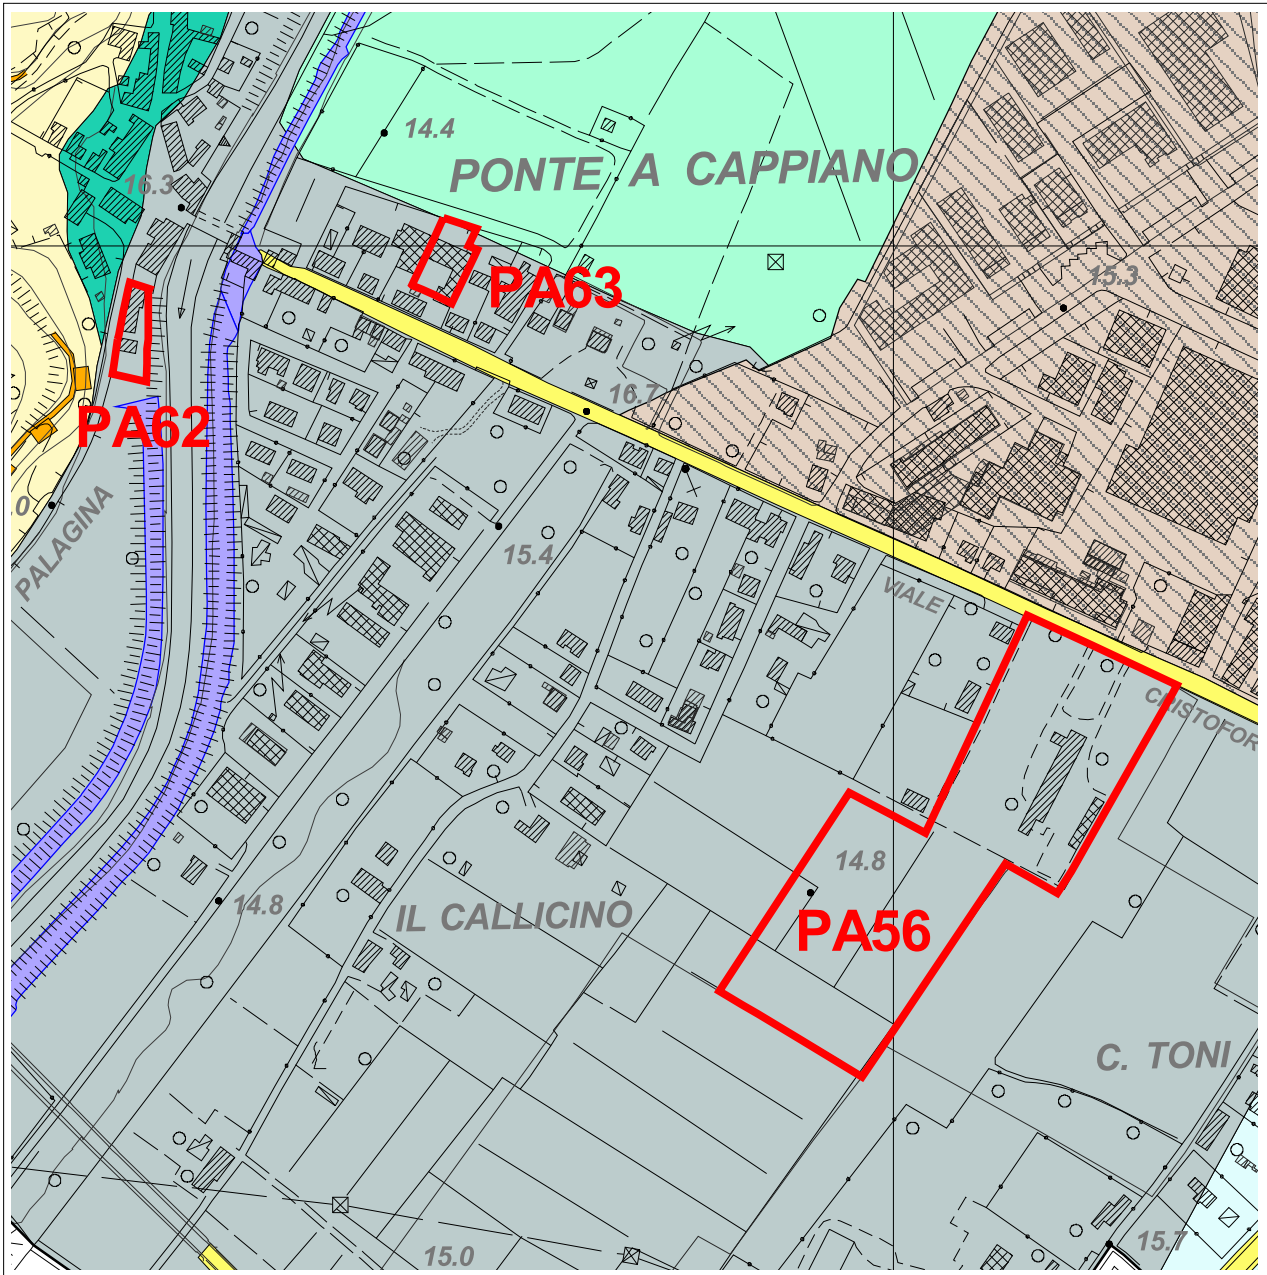 14.4
PONTE A CAPPIANO
16.3
PA63
15.3
16.7
PA62
PALAGINA
15.4
VIALE
CRISTOFOR
14.8
PA56
14.8
IL CALLICINO
C. TONI
15.0
15.7